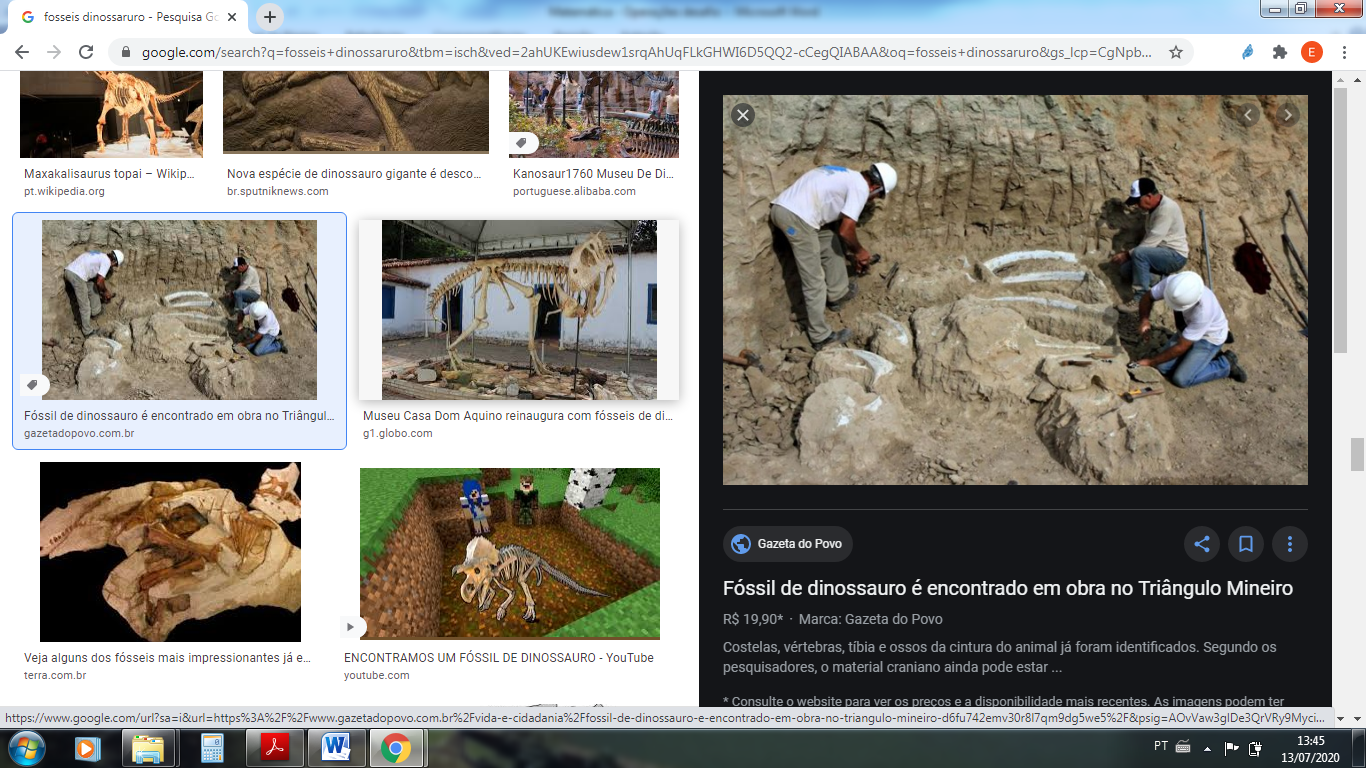 fosseis dinossaruro - Pesquisa Go
Matemática - Operações desafio - Microsoft Word
google.com/search?q=fosseis+dinossaruro&tbm=isch&ved=2ahUKEwiusdew1srqAhUqFLkGHWI6D5QQ2-cCegQIABAA&oq=fosseis+dinossaruro&gs_lcp=CgNpb...
E
Maxakalisaurus topai – Wikip...
pt.wikipedia.org
Nova espécie de dinossauro gigante é desco...
br.sputniknews.com
Kanosaur1760 Museu De Di...
portuguese.alibaba.com
Fóssil de dinossauro é encontrado em obra no Triângul...
gazetadopovo.com.br
Museu Casa Dom Aquino reinaugura com fósseis de di...
g1.globo.com
Veja alguns dos fósseis mais impressionantes já e...
terra.com.br
ENCONTRAMOS UM FÓSSIL DE DINOSSAURO - YouTube
youtube.com
Gazeta do Povo
Fóssil de dinossauro é encontrado em obra no Triângulo Mineiro
R$ 19,90* · Marca: Gazeta do Povo
Costelas, vértebras, tíbia e ossos da cintura do animal já foram identificados. Segundo os
pesquisadores, o material craniano ainda pode estar ...
* Consulte o website para ver os preços e a disponibilidade mais recentes. As imagens podem ter
https://www.google.com/url?sa=i&url=https%3A%2F%2Fwww.gazetadopovo.com.br%2Fvida-e-cidadania%2Ffossil-de-dinossauro-e-encontrado-em-obra-no-triangulo-mineiro-d6fu742emv30r8l7qm9dg5we5%2F&psig=AOvVaw3glDe3QrVRy9Myci...
PT
13:45
13/07/2020